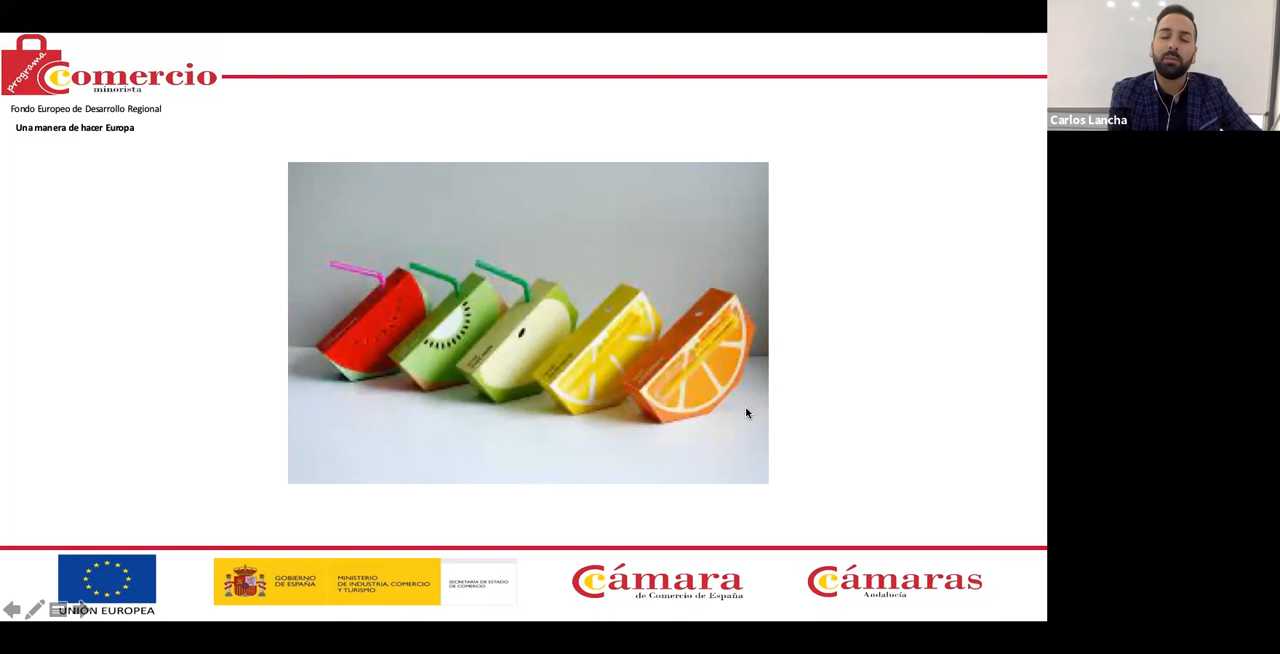 programa
Comercio
minorista
Fondo Europeo de Desarrollo Regional
Una manera de hacer Europa
Carlos Lancha
UNIÓN EUROPEA
GOBIERNO
DE ESPAÑA
MINISTERIO
DE INDUSTRIA, COMERCIO
Y TURISMO
SECRETARÍA DE ESTADO
DE COMERCIO
Cámara
de Comercio de España
Cámaras
Andalucía